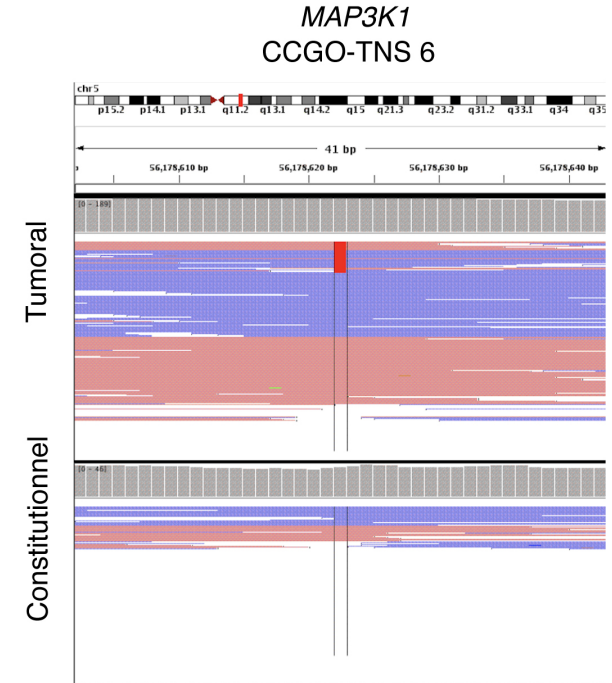 MAP3K1
CCGO-TNS 6
chr5
p15.2 p14.1 p13.1 q11.2 q13.1 q14.2 q15 q21.3 q23.2 q31.2 q33.1 q34 q35
41 bp
56,178,610 bp 56,178,620 bp 56,178,630 bp 56,178,640 bp
[0 - 189]
Tumoral
[0 - 46]
Constitutionnel